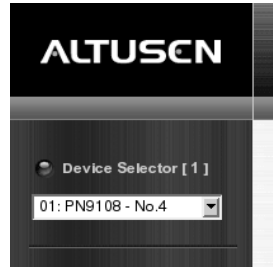 ALTUSEN
Device Selector [ 1 ]
01: PN9108 - No.4